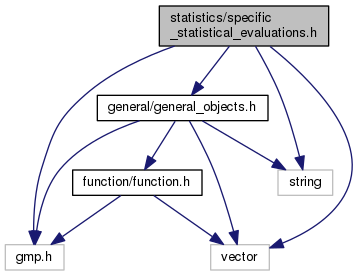 statistics/specific
_statistical_evaluations.h
general/general_objects.h
function/function.h
string
gmp.h
vector